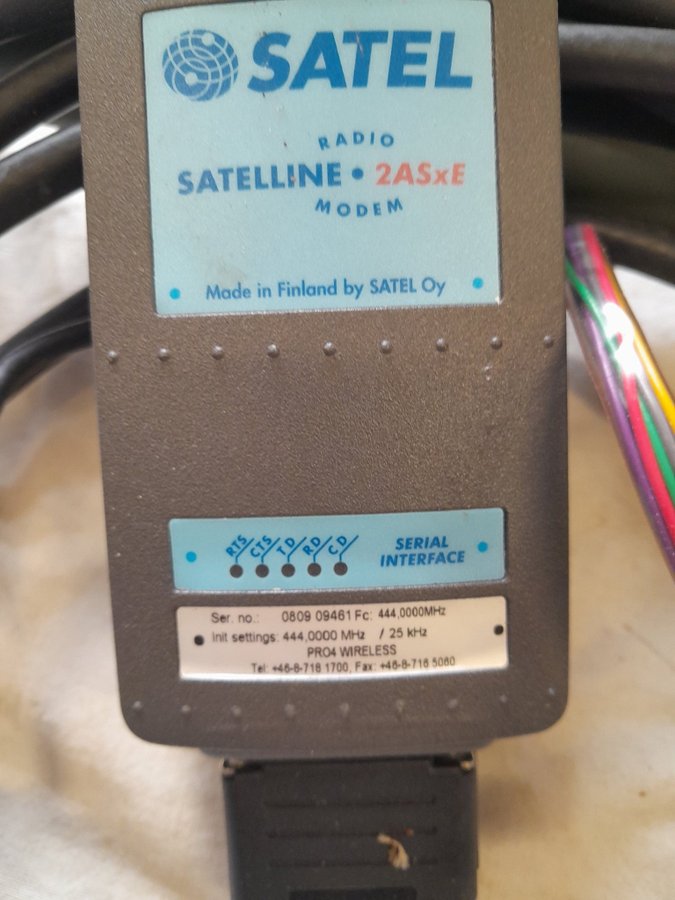 SATEL
RADIO
SATELLINE • 2ASxE
MODEM
Made in Finland by SATEL Oy
RTS CTS TD RD CD
SERIAL
INTERFACE
Ser. no.: 0809 09461 Fc: 444,0000MHz
Init settings: 444,0000 MHz / 25 kHz
PRO4 WIRELESS
Tel: +46-8-716 1700, Fax: +46-8-716 5060